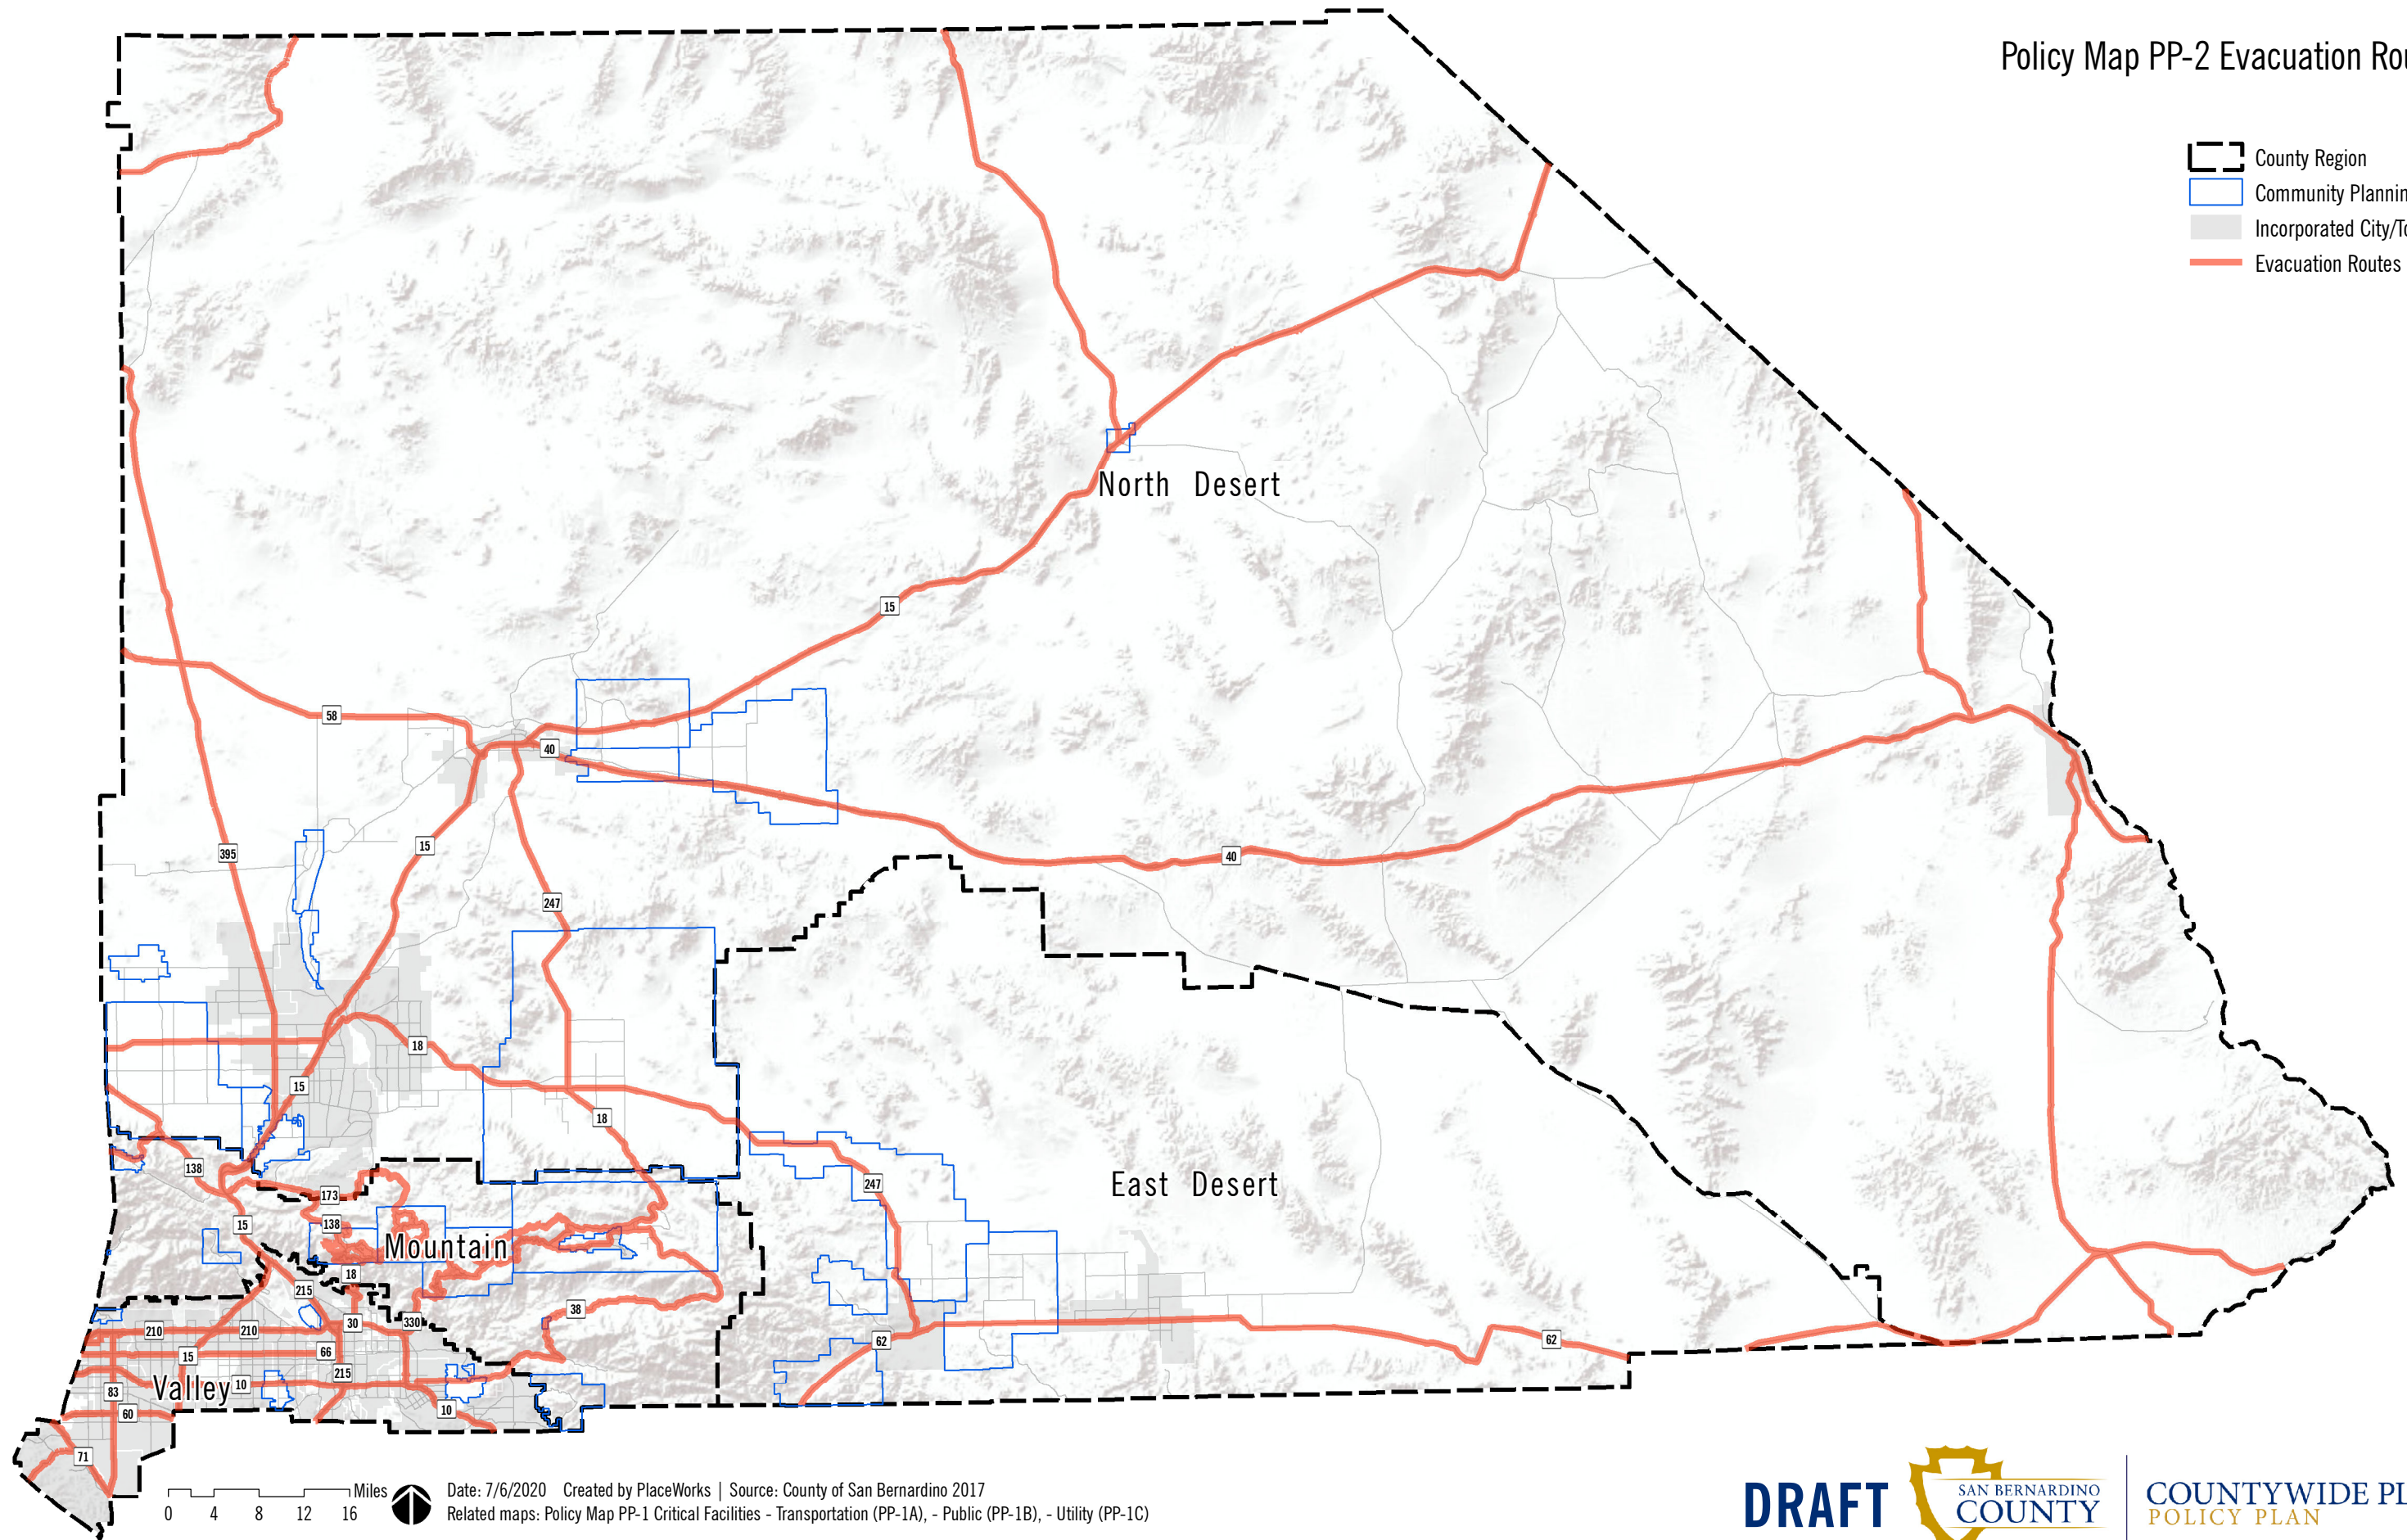 Policy Map PP-2 Evacuation Rou
County Region
Community Plannin
Incorporated City/To
Evacuation Routes
North Desert
15
58
40
15
395
40
247
18
15
18
138
173
247
East Desert
15
138
Mountain
18
215
38
30
330
210
210
62
62
15
66
215
Valley
10
83
10
60
71
Miles
0 4 8 12 16
Date: 7/6/2020 Created by PlaceWorks | Source: County of San Bernardino 2017
Related maps: Policy Map PP-1 Critical Facilities - Transportation (PP-1A), - Public (PP-1B), - Utility (PP-1C)
DRAFT
SAN BERNARDINO
COUNTY
COUNTYWIDE PL
POLICY PLAN